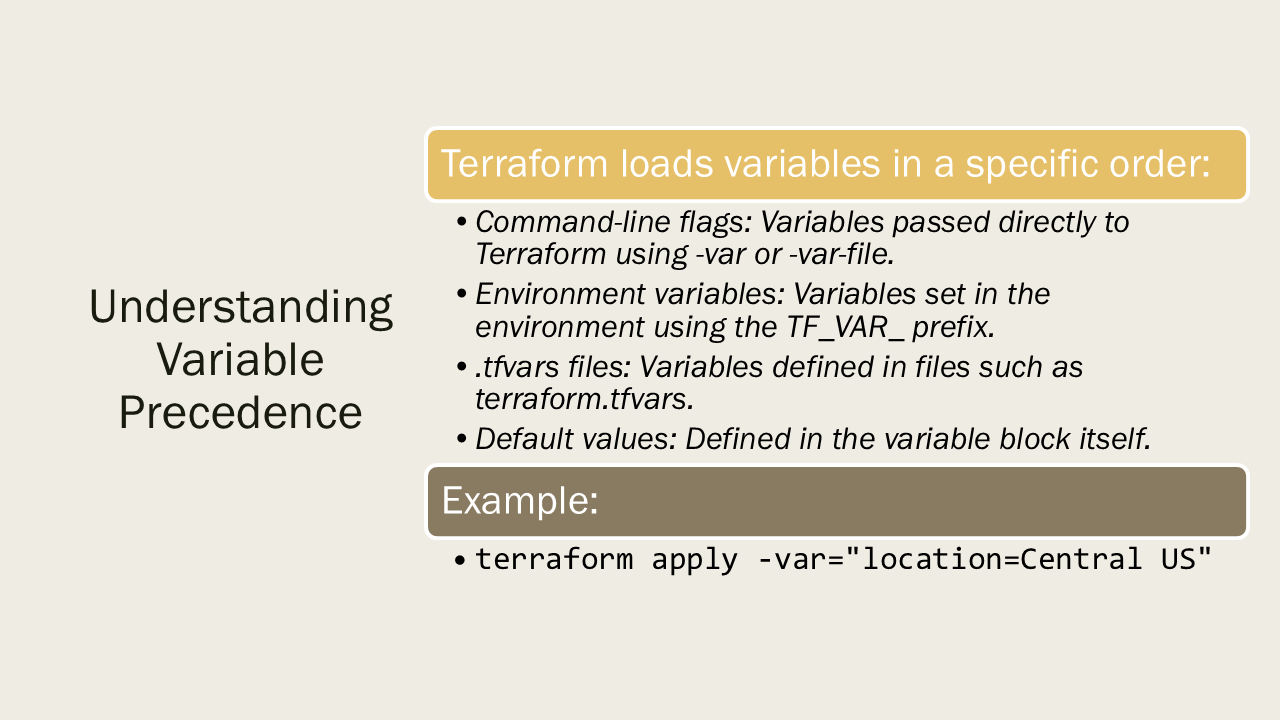 Understanding
Variable
Precedence
Terraform loads variables in a specific order:
• Command-line flags: Variables passed directly to
Terraform using -var or -var-file.
• Environment variables: Variables set in the
environment using the TF_VAR_ prefix.
• .tfvars files: Variables defined in files such as
terraform.tfvars.
• Default values: Defined in the variable block itself.
Example:
• terraform apply -var="location=Central US"